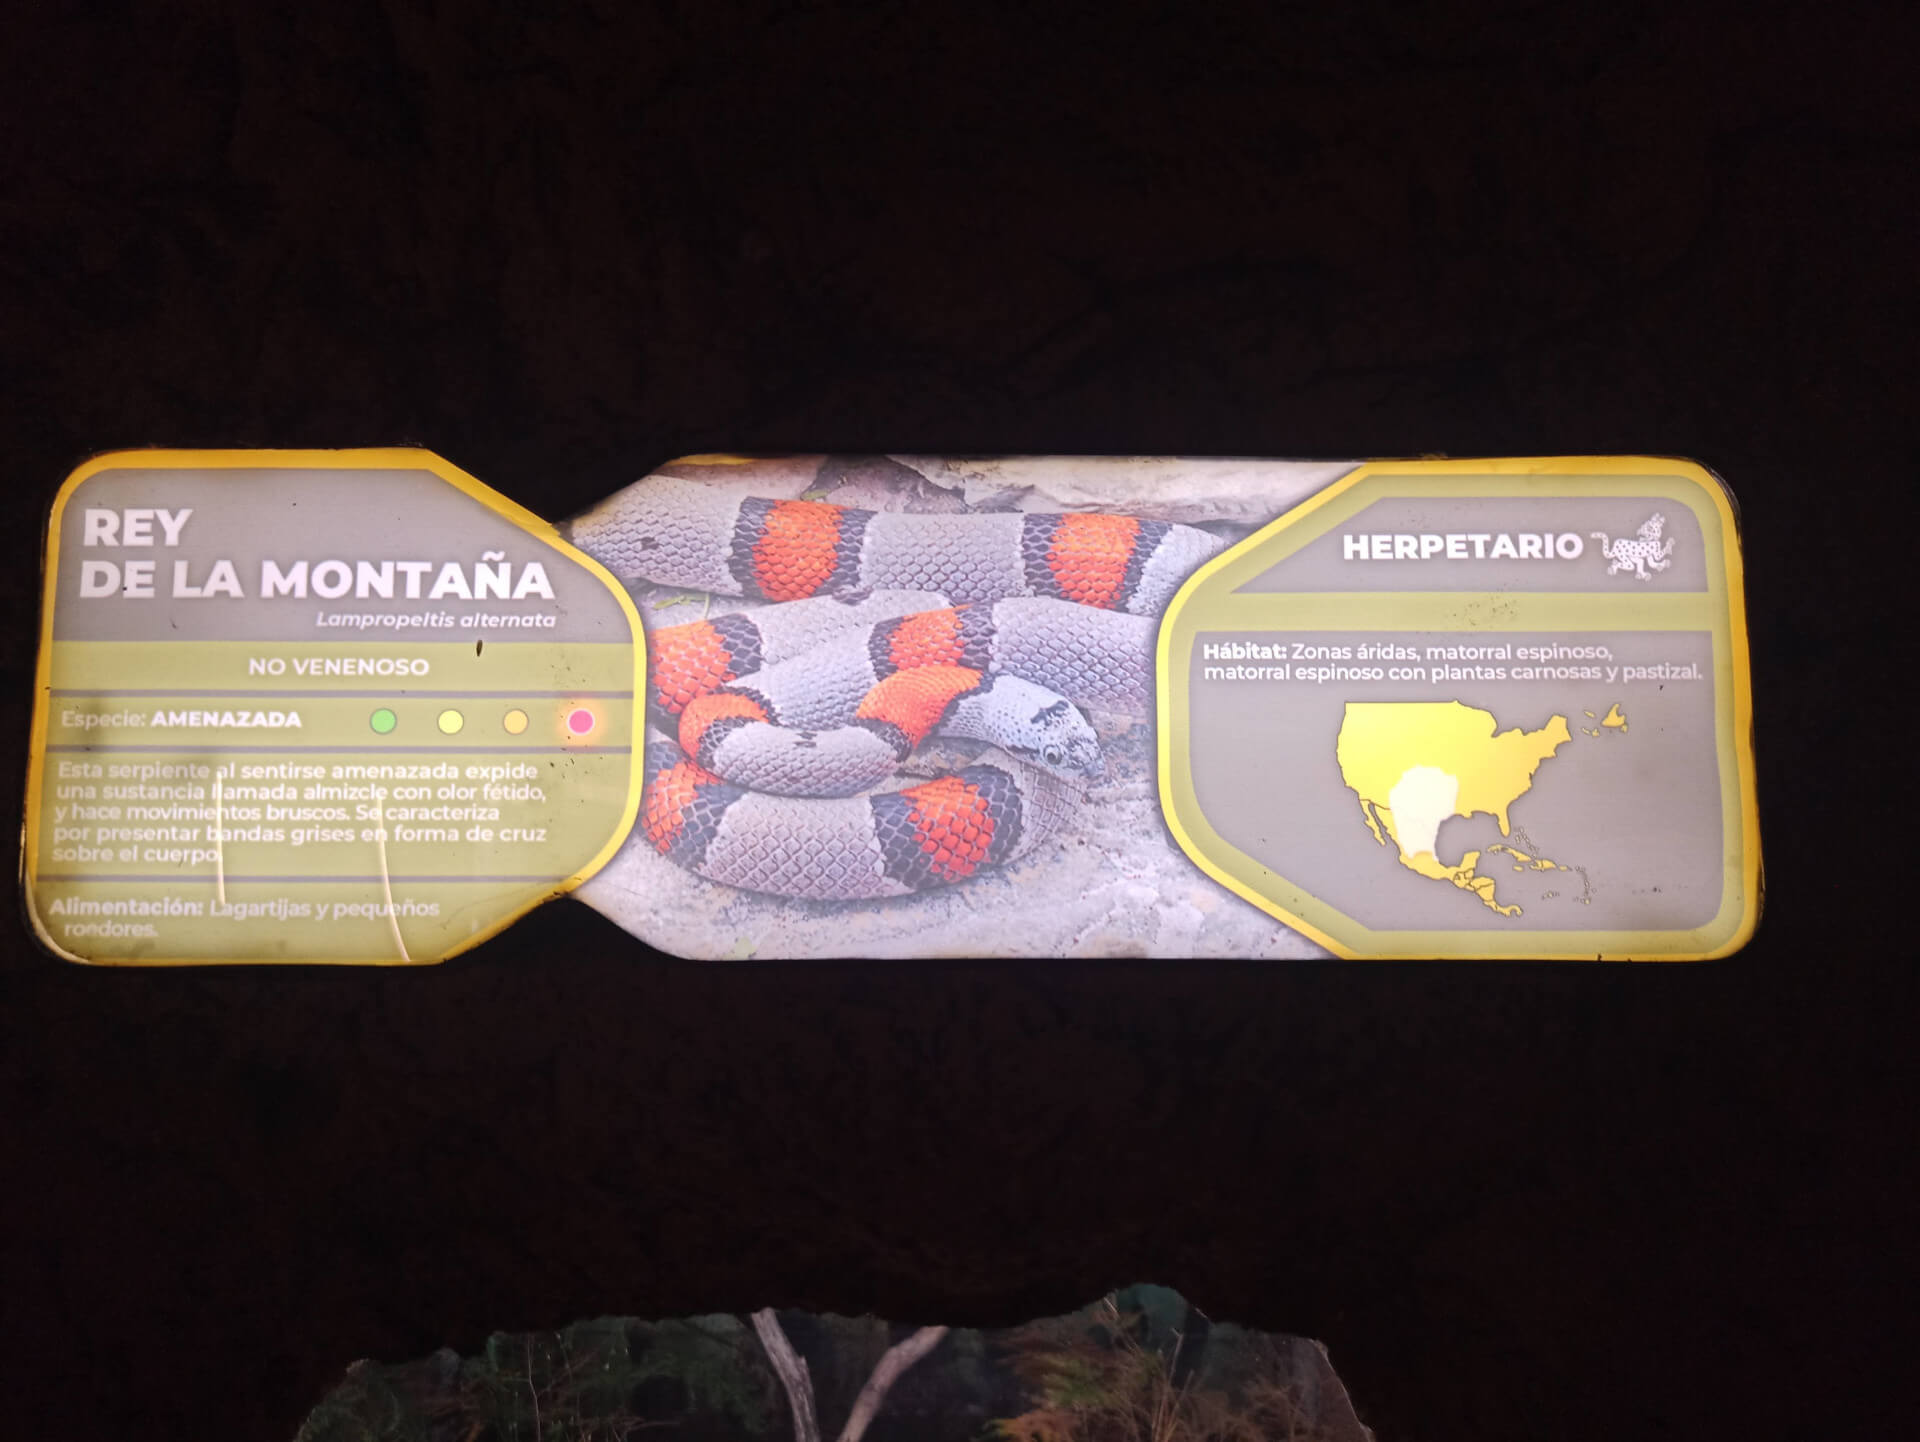 REY
DE LA MONTAÑA
Lampropeltis alternata
NO VENENOSO
Especie: AMENAZADA
Esta serpiente al sentirse amenazada expide
una sustancia llamada almizcle con olor fétido,
y hace movimientos bruscos. Se caracteriza
por presentar bandas grises en forma de cruz
sobre el cuerpo
Alimentación: Lagartijas y pequeños
roedores.
HERPETARIO
Hábitat: Zonas áridas, matorral espinoso,
matorral espinoso con plantas carnosas y pastizal.